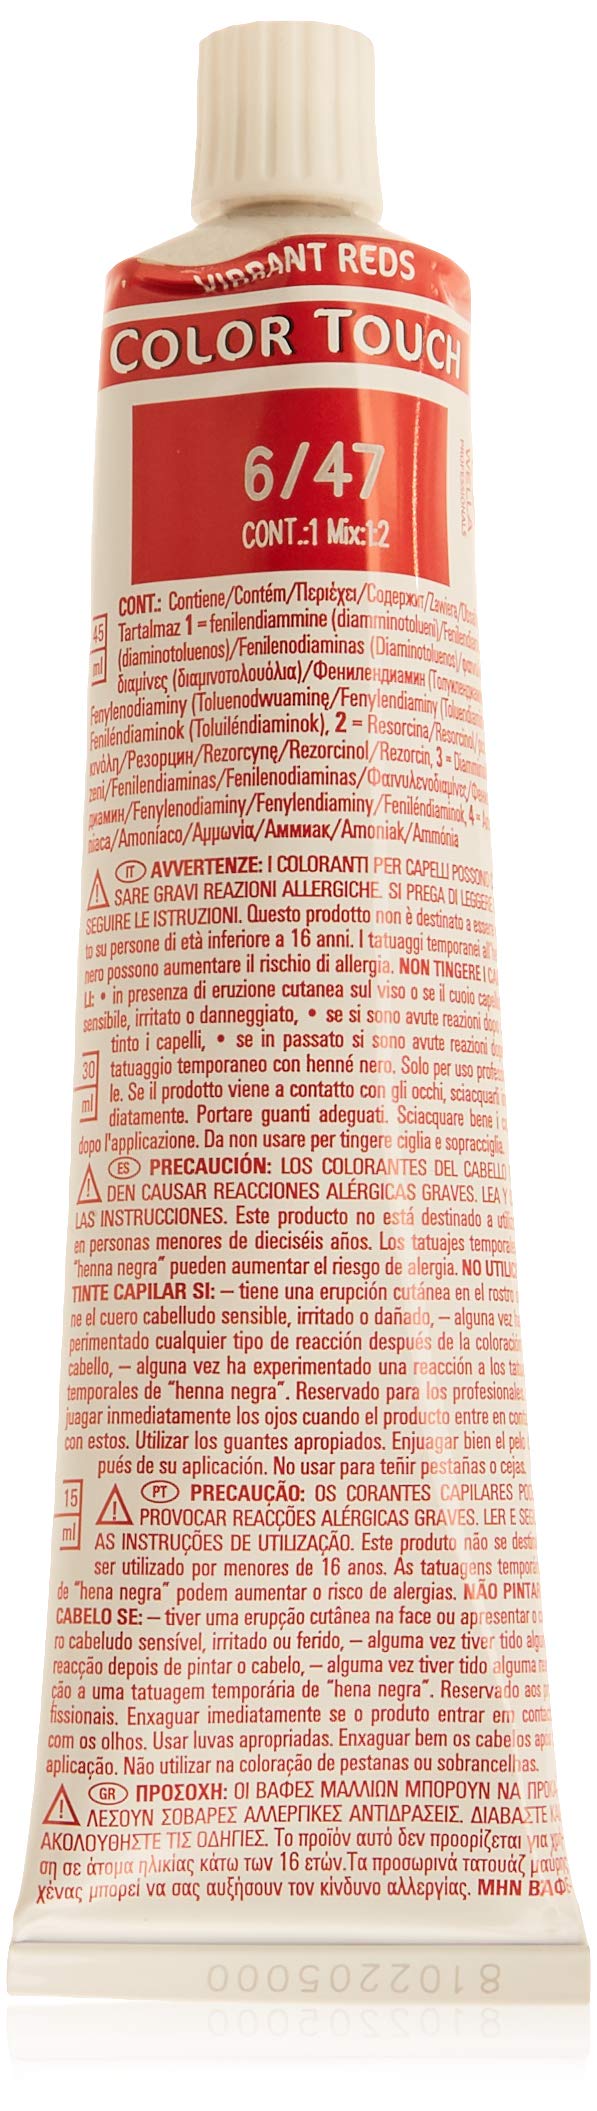 VIBRANT REDS
COLOR TOUCH
6/47
CONT.:1 Mix:1:2
WELLA
PROFESSIONALS
CONT.: Contiene/Contém/Περιέχει/Содержит/Zawiera/
Tartalmaz 1 = fenilendiammine (diamminotolueni)/
(diaminotoluenos)/Fenilenodiaminas (Diaminotoluenos)/
διαμίνες (διαμινοτολουόλια)/Фенилендиамин
Fenylenodiaminy (Toluenodwuaminę/Fenylendiaminy
Feniléndiaminok (Toluiléndiaminok), 2 = Resorcina/Resorcinol/
κινόλη/Резорцин/Rezorcynę/Rezorcinol/Rezorcin, 3 =
zeni/Fenilendiaminas/Fenilenodiaminas/Φαινυλενοδιαμίνες/
диамин/Fenylenodiaminy/Fenylendiaminy/Feniléndiaminok, 4 =
niaca/Amoníaco/Αμμωνία/Аммиак/Amoniak/Ammónia
45
ml
IT AVVERTENZE: I COLORANTI PER CAPELLI POSSONO
SARE GRAVI REAZIONI ALLERGICHE. SI PREGA DI LEGGERE
SEGUIRE LE ISTRUZIONI. Questo prodotto non è destinato a essere
to su persone di età inferiore a 16 anni. I tatuaggi temporanei all'
nero possono aumentare il rischio di allergia. NON TINGERE I
LI: • in presenza di eruzione cutanea sul viso o se il cuoio
sensibile, irritato o danneggiato, • se si sono avute reazioni dopo
tinto i capelli, • se in passato si sono avute reazioni
tatuaggio temporaneo con henné nero. Solo per uso
le. Se il prodotto viene a contatto con gli occhi, sciacquarli
diatamente. Portare guanti adeguati. Sciacquare bene i
dopo l'applicazione. Da non usare per tingere ciglia e sopracciglia.
30
ml
ES PRECAUCIÓN: LOS COLORANTES DEL CABELLO
DEN CAUSAR REACCIONES ALÉRGICAS GRAVES. LEA Y
LAS INSTRUCCIONES. Este producto no está destinado a
en personas menores de dieciséis años. Los tatuajes
"henna negra" pueden aumentar el riesgo de alergia. NO
TINTE CAPILAR SI: – tiene una erupción cutánea en el rostro
ne el cuero cabelludo sensible, irritado o dañado, – alguna vez
perimentado cualquier tipo de reacción después de la
cabello, – alguna vez ha experimentado una reacción a los
temporales de "henna negra". Reservado para los profesionales.
juagar inmediatamente los ojos cuando el producto entre en
con estos. Utilizar los guantes apropiados. Enjuagar bien el pelo
pués de su aplicación. No usar para teñir pestañas o cejas.
15
ml
PT PRECAUÇÃO: OS CORANTES CAPILARES
PROVOCAR REACÇÕES ALÉRGICAS GRAVES. LER E
AS INSTRUÇÕES DE UTILIZAÇÃO. Este produto não se
ser utilizado por menores de 16 anos. As tatuagens
de "hena negra" podem aumentar o risco de alergias. NÃO PINTAR
CABELO SE: – tiver uma erupção cutânea na face ou apresentar o
ro cabeludo sensível, irritado ou ferido, – alguma vez tiver tido
reacção depois de pintar o cabelo, – alguma vez tiver tido alguma
ção a uma tatuagem temporária de "hena negra". Reservado aos
fissionais. Enxaguar imediatamente se o produto entrar em
com os olhos. Usar luvas apropriadas. Enxaguar bem os cabelos
aplicação. Não utilizar na coloração de pestanas ou sobrancelhas.
GR ΠΡΟΣΟΧΗ: ΟΙ ΒΑΦΕΣ ΜΑΛΛΙΩΝ ΜΠΟΡΟΥΝ ΝΑ
ΛΕΣΟΥΝ ΣΟΒΑΡΕΣ ΑΛΛΕΡΓΙΚΕΣ ΑΝΤΙΔΡΑΣΕΙΣ. ΔΙΑΒΑΣΤΕ
ΑΚΟΛΟΥΘΗΣΤΕ ΤΙΣ ΟΔΗΓΙΕΣ. Το προϊόν αυτό δεν προορίζεται για
ση σε άτομα ηλικίας κάτω των 16 ετών.Τα προσωρινά τατουάζ
χένας μπορεί να σας αυξήσουν τον κίνδυνο αλλεργίας. ΜΗΝ
8102205000